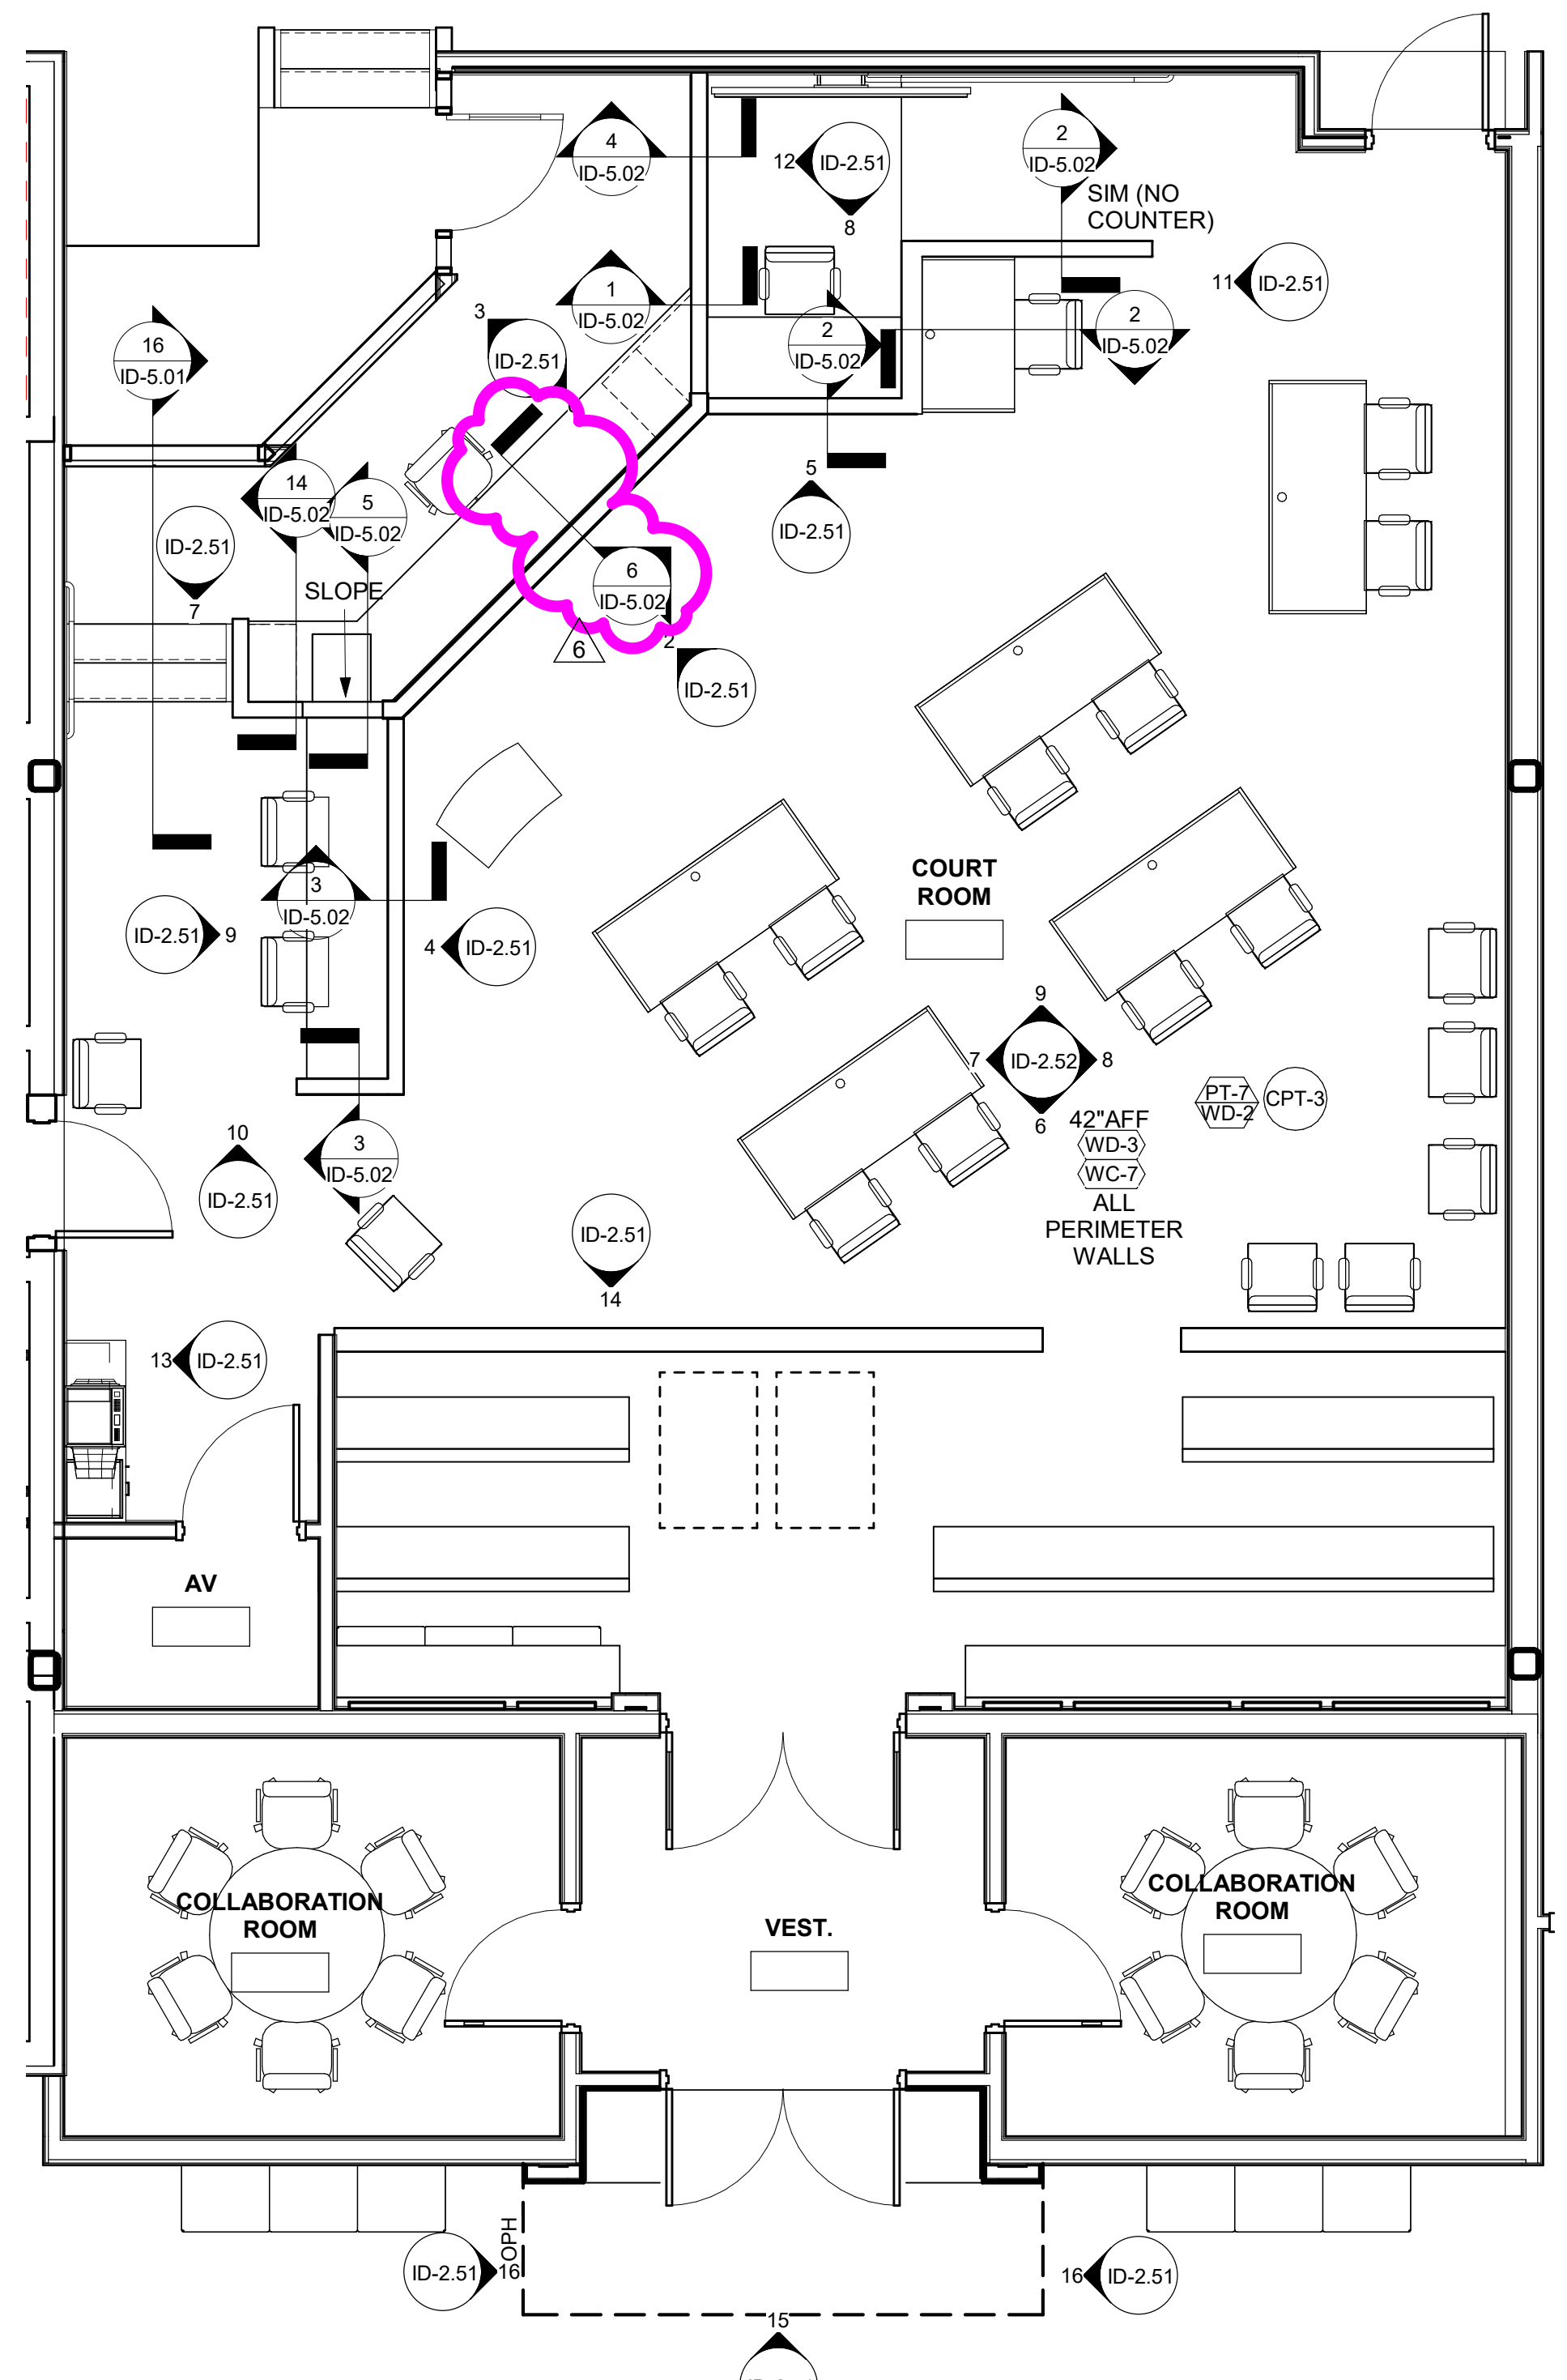 4
ID-5.02
12
ID-2.51
8
2
ID-5.02
SIM (NO
COUNTER)
11
ID-2.51
1
ID-5.02
3
ID-2.51
2
ID-5.02
2
ID-5.02
16
ID-5.01
14
ID-5.02
5
ID-5.02
5
ID-2.51
ID-2.51
7
SLOPE
6
ID-5.02
6
2
ID-2.51
3
ID-5.02
ID-2.51
9
4
ID-2.51
COURT
ROOM
9
7
ID-2.52
8
6
PT-7
WD-2
CPT-3
42"AFF
WD-3
WC-7
ALL
PERIMETER
WALLS
10
ID-2.51
3
ID-5.02
ID-2.51
14
13
ID-2.51
AV
COLLABORATION
ROOM
VEST.
COLLABORATION
ROOM
OPH
ID-2.51
16
16
ID-2.51
15